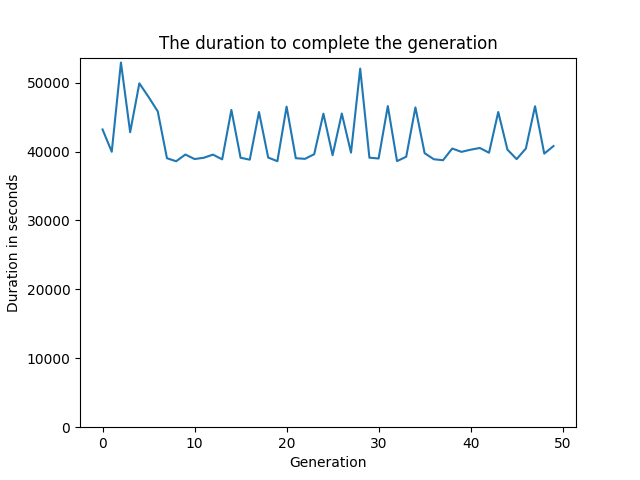 The duration to complete the generation
50000
40000
30000
20000
10000
0
Duration in seconds
0 10 20 30 40 50
Generation